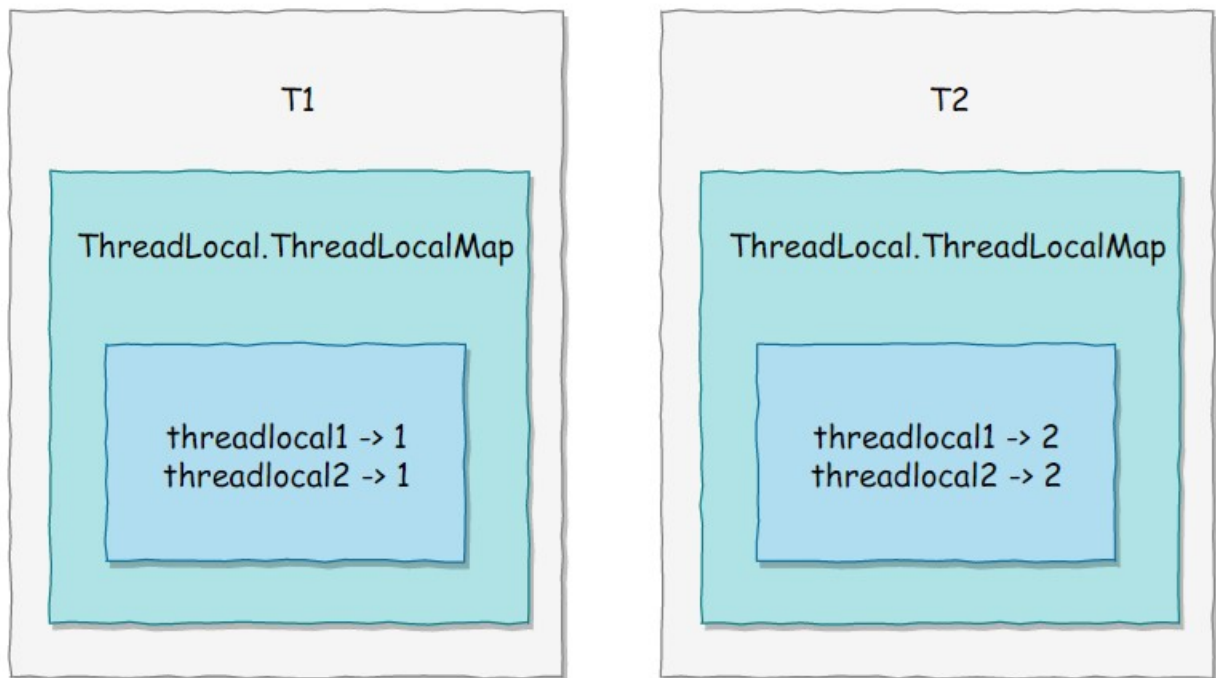 T1
ThreadLocal.ThreadLocalMap
threadlocal1 -> 1
threadlocal2 -> 1
T2
ThreadLocal.ThreadLocalMap
threadlocal1 -> 2
threadlocal2 -> 2